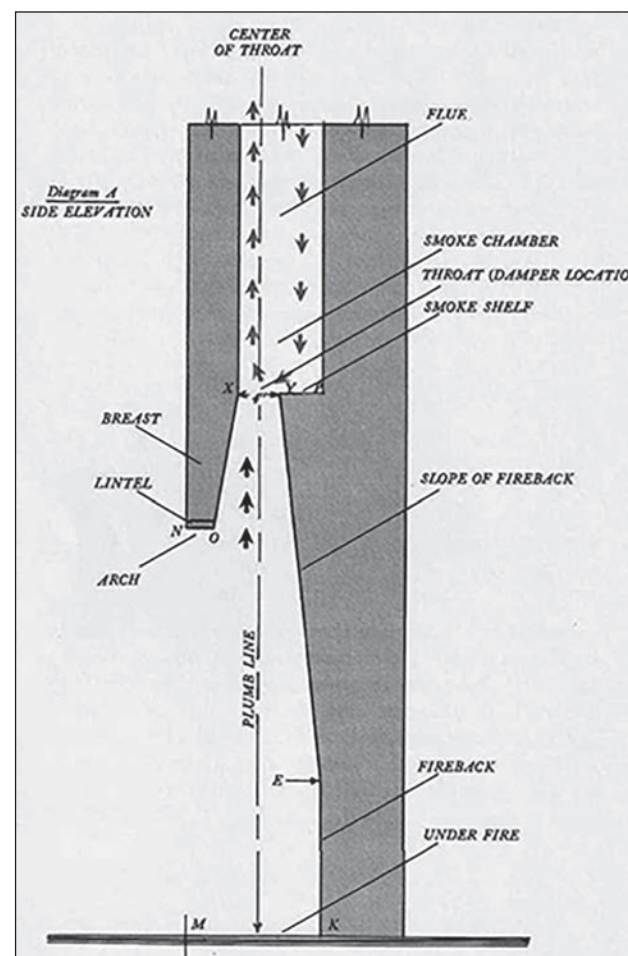 CENTER
OF THROAT
FLUE
Diagram A
SIDE ELEVATION
SMOKE CHAMBER
THROAT (DAMPER LOCATIO
SMOKE SHELF
X
Y
BREAST
LINTEL
SLOPE OF FIREBACK
N
O
ARCH
PLUMB LINE
E
FIREBACK
UNDER FIRE
M
K